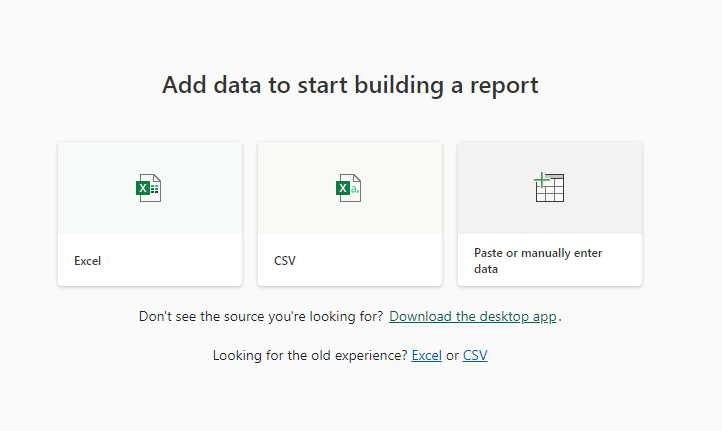 Add data to start building a report
Excel
CSV
Paste or manually enter
data
Don't see the source you're looking for? Download the desktop app.
Looking for the old experience? Excel or CSV